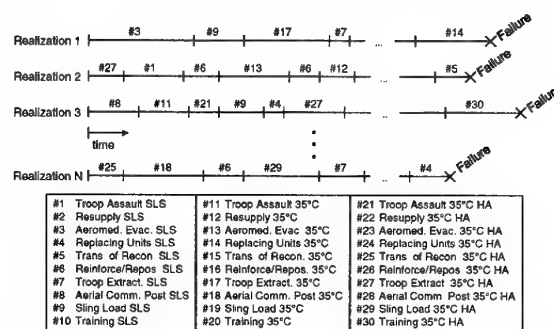 #3 #9 #17 #7 #14
Realization 1 ... Failure
#27 #1 #6 #13 #6 #12 #5
Realization 2 ... Failure
#8 #11 #21 #9 #4 #27 #30
Realization 3 ... Failure
time
#25 #18 #6 #29 #7 #4
Realization N ... Failure
#1 Troop Assault SLS #11 Troop Assault 35°C #21 Troop Assault 35°C HA
#2 Resupply SLS #12 Resupply 35°C #22 Resupply 35°C HA
#3 Aeromed. Evac. SLS #13 Aeromed. Evac 35°C #23 Aeromed. Evac. 35°C HA
#4 Replacing Units SLS #14 Replacing Units 35°C #24 Replacing Units 35°C HA
#5 Trans of Recon SLS #15 Trans of Recon. 35°C #25 Trans of Recon 35°C HA
#6 Reinforce/Repos SLS #16 Reinforce/Repos. 35°C #26 Reinforce/Repos 35°C HA
#7 Troop Extract. SLS #17 Troop Extract. 35°C #27 Troop Extract 35°C HA
#8 Aerial Comm. Post SLS #18 Aerial Comm. Post 35°C #28 Aerial Comm Post 35°C HA
#9 Sling Load SLS #19 Sling Load 35°C #29 Sling Load 35°C HA
#10 Training SLS #20 Training 35°C #30 Training 35°C HA